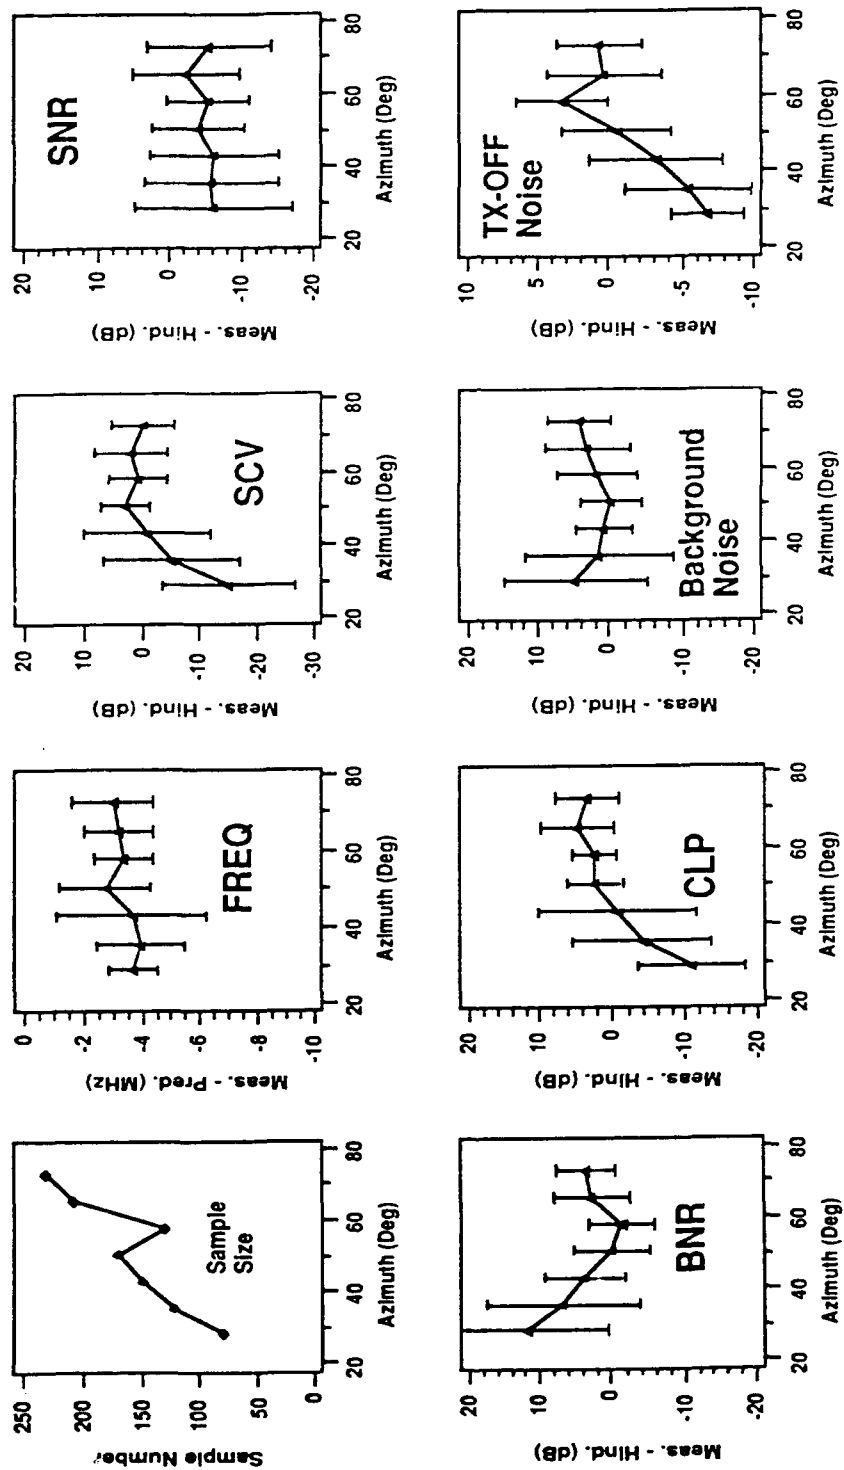 Sample Number
250
200
150
100
50
0
Sample
Size
20 40 60 80
Azimuth (Deg)
Meas. - Pred. (MHz)
0
-2
-4
-6
-8
-10
FREQ
20 40 60 80
Azimuth (Deg)
Meas. - Hind. (dB)
20
10
0
-10
-20
-30
SCV
20 40 60 80
Azimuth (Deg)
Meas. - Hind. (dB)
20
10
0
-10
-20
SNR
20 40 60 80
Azimuth (Deg)
Meas. - Hind. (dB)
20
10
0
-10
-20
BNR
20 40 60 80
Azimuth (Deg)
Meas. - Hind. (dB)
20
10
0
-10
-20
CLP
20 40 60 80
Azimuth (Deg)
Meas. - Hind. (dB)
20
10
0
-10
-20
Background
Noise
20 40 60 80
Azimuth (Deg)
Meas. - Hind. (dB)
10
5
0
-5
-10
TX-OFF
Noise
20 40 60 80
Azimuth (Deg)